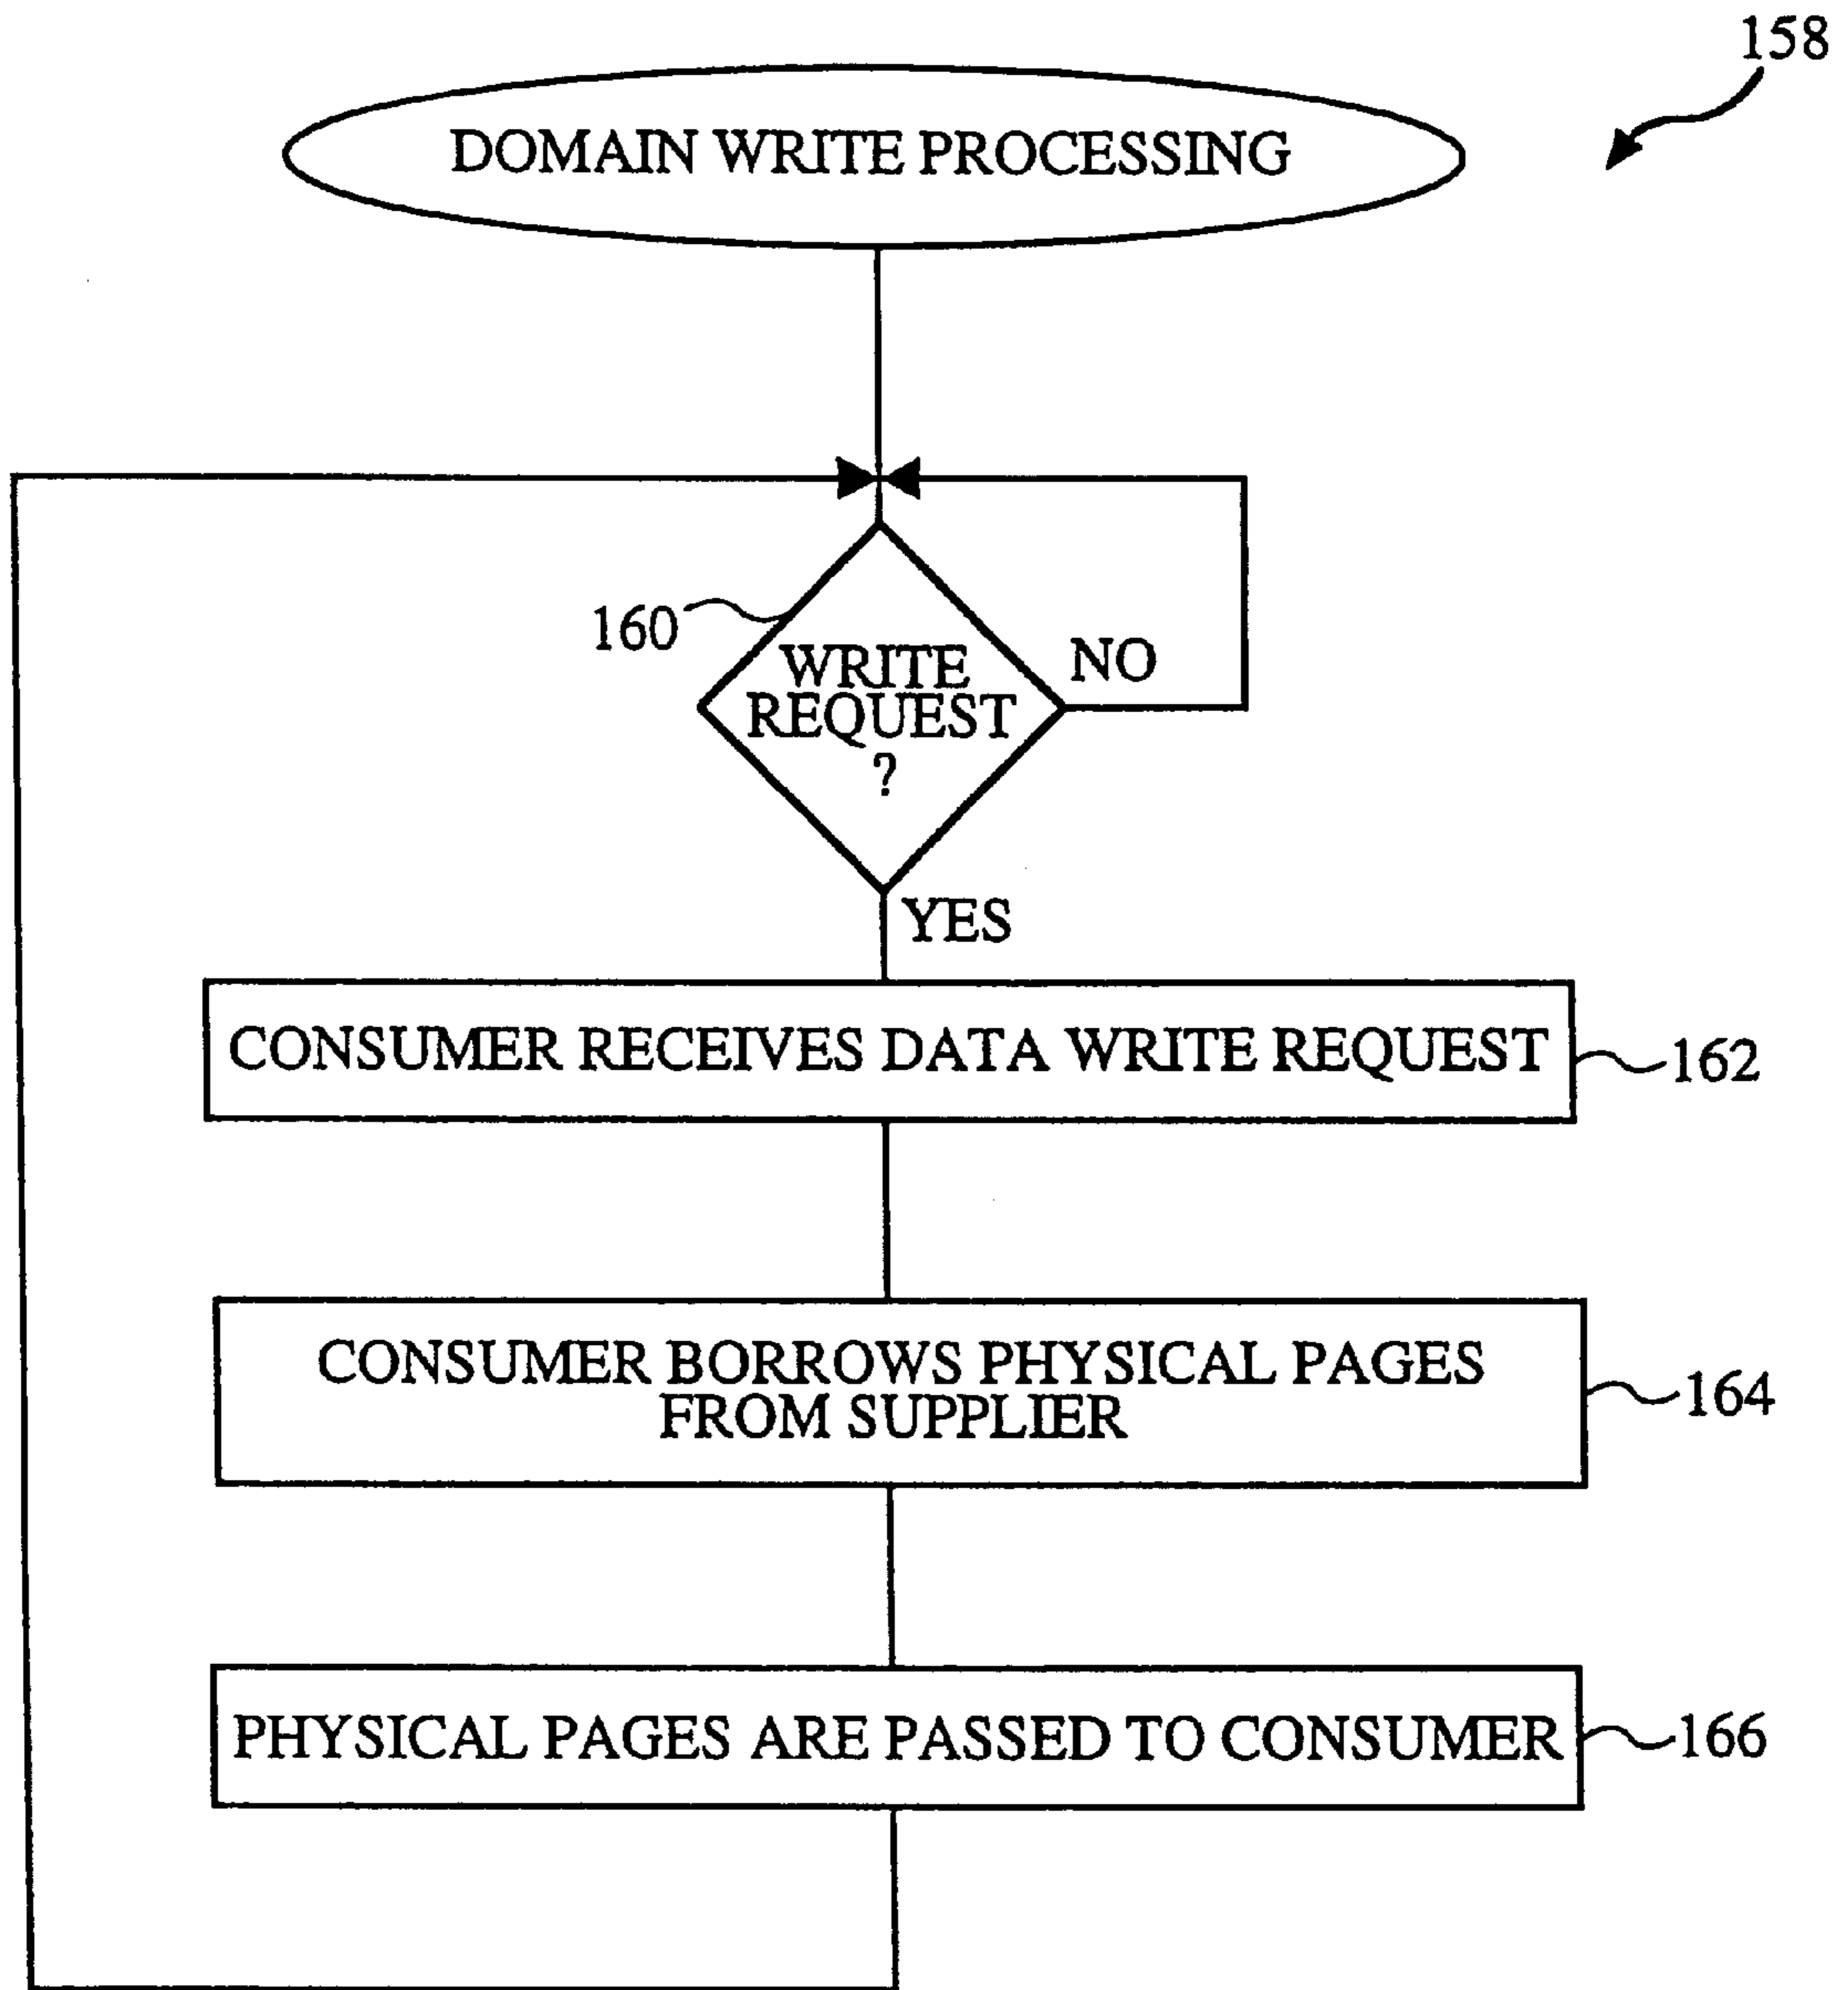 158
DOMAIN WRITE PROCESSING
160
WRITE
REQUEST
?
NO
YES
CONSUMER RECEIVES DATA WRITE REQUEST
162
CONSUMER BORROWS PHYSICAL PAGES
FROM SUPPLIER
164
PHYSICAL PAGES ARE PASSED TO CONSUMER
166